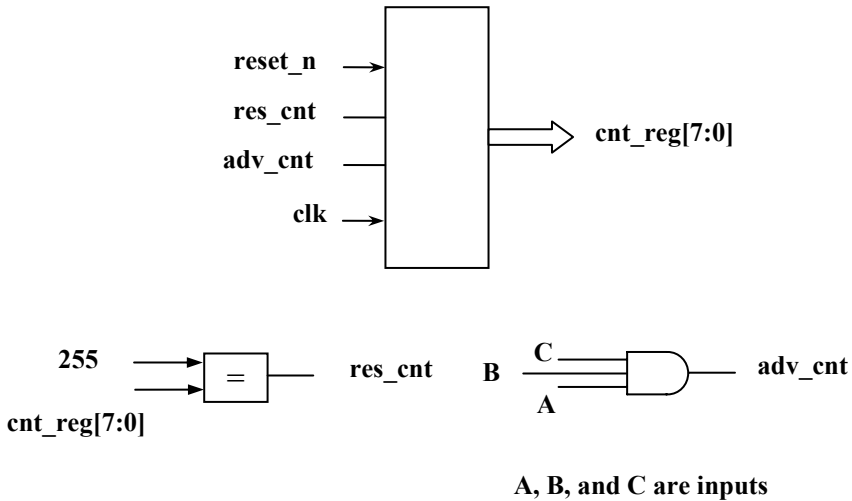 reset_n
res_cnt
adv_cnt
clk
cnt_reg[7:0]
255
=
cnt_reg[7:0]
res_cnt
C
B
A
adv_cnt
A, B, and C are inputs